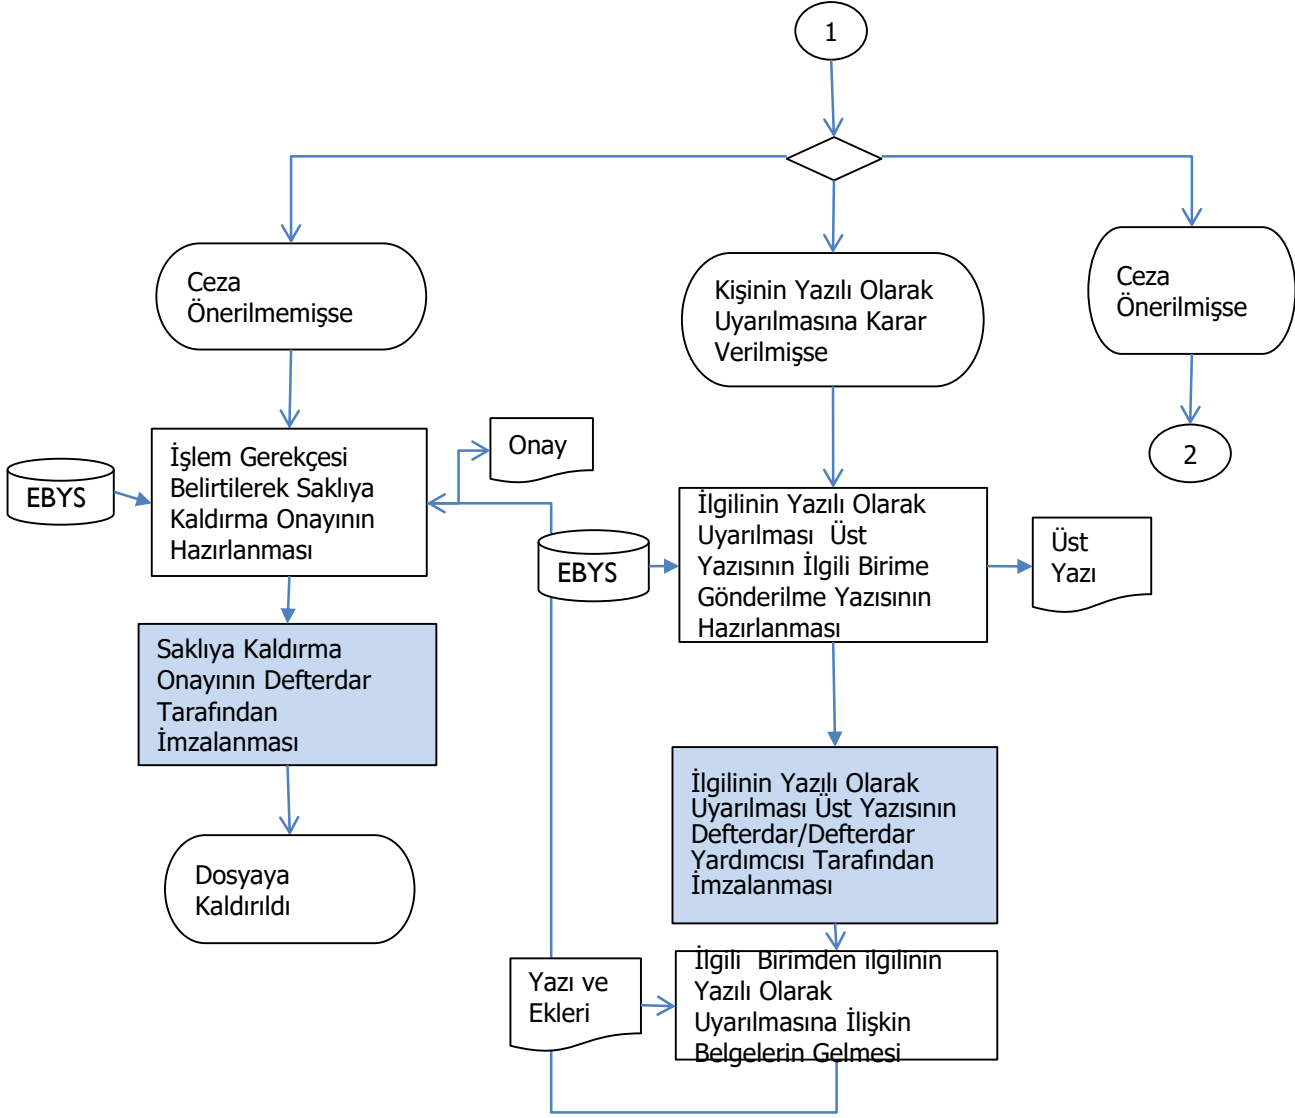 1
Ceza
Önerilmemişse
Kişinin Yazılı Olarak
Uyarılmasına Karar
Verilmişse
Ceza
Önerilmişse
2
EBYS
İşlem Gerekçesi
Belirtilerek Saklıya
Kaldırma Onayının
Hazırlanması
Onay
EBYS
İlgilinin Yazılı Olarak
Uyarılması  Üst
Yazısının İlgili Birime
Gönderilme Yazısının
Hazırlanması
Üst
Yazı
Saklıya Kaldırma
Onayının Defterdar
Tarafından
İmzalanması
İlgilinin Yazılı Olarak
Uyarılması Üst Yazısının
Defterdar/Defterdar
Yardımcısı Tarafından
İmzalanması
Dosyaya
Kaldırıldı
Yazı ve
Ekleri
İlgili  Birimden ilgilinin
Yazılı Olarak
Uyarılmasına İlişkin
Belgelerin Gelmesi